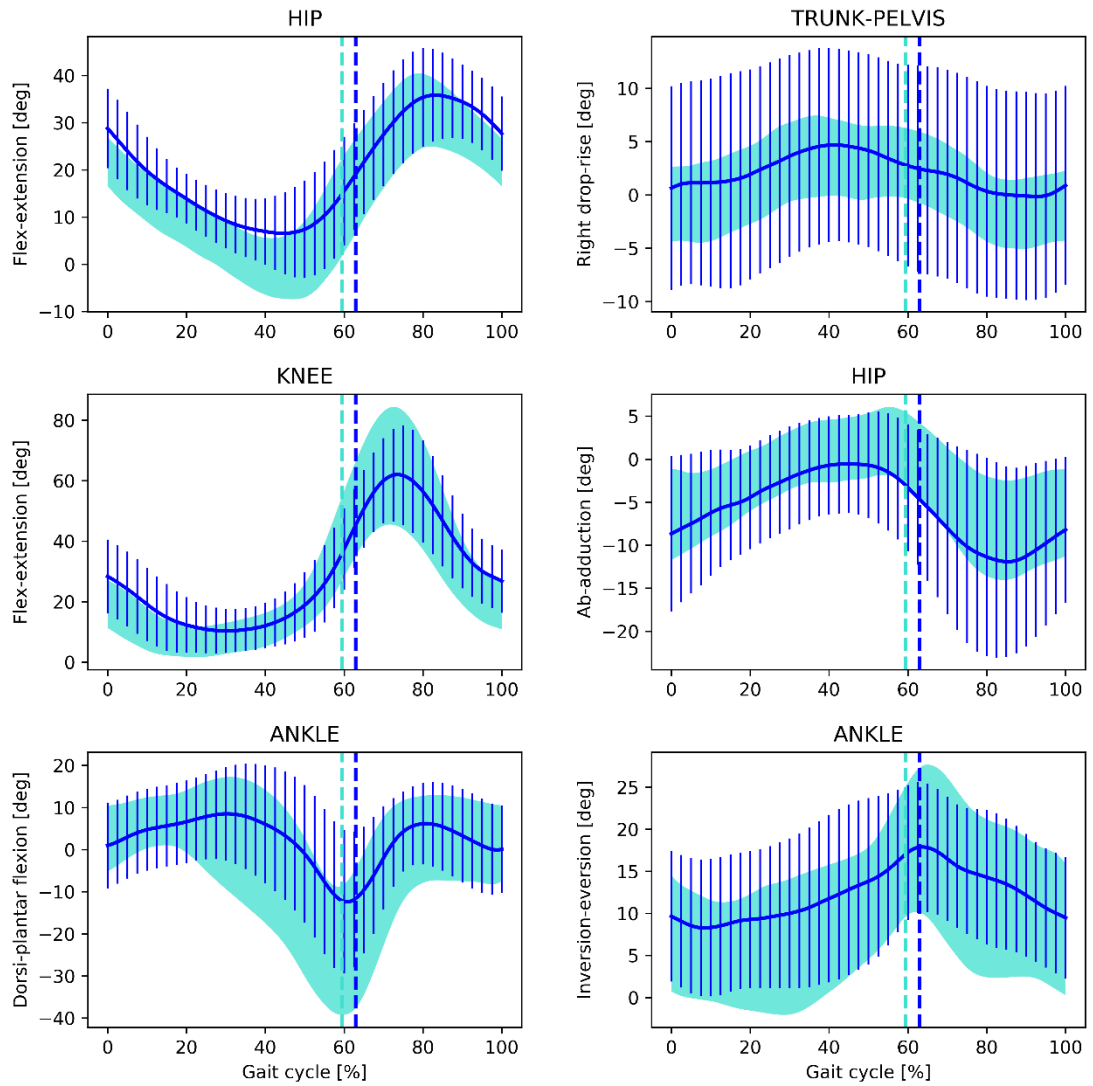 HIP
Flex-extension [deg]
40
30
20
10
0
−10
0 20 40 60 80 100
TRUNK-PELVIS
Right drop-rise [deg]
10
5
0
−5
−10
0 20 40 60 80 100
KNEE
Flex-extension [deg]
80
60
40
20
0
0 20 40 60 80 100
HIP
Ab-adduction [deg]
5
0
−5
−10
−15
−20
0 20 40 60 80 100
ANKLE
Dorsi-plantar flexion [deg]
20
10
0
−10
−20
−30
−40
0 20 40 60 80 100
Gait cycle [%]
ANKLE
Inversion-eversion [deg]
25
20
15
10
5
0
0 20 40 60 80 100
Gait cycle [%]